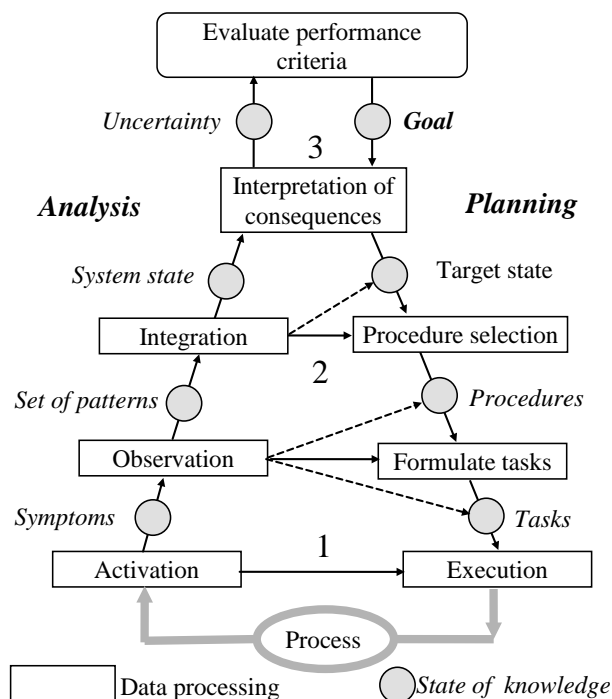 Evaluate performance
criteria
Uncertainty
Goal
3
Interpretation of
consequences
Analysis
Planning
System state
Target state
Integration
Procedure selection
2
Set of patterns
Procedures
Observation
Formulate tasks
Symptoms
Tasks
1
Activation
Execution
Process
Data processing
State of knowledge